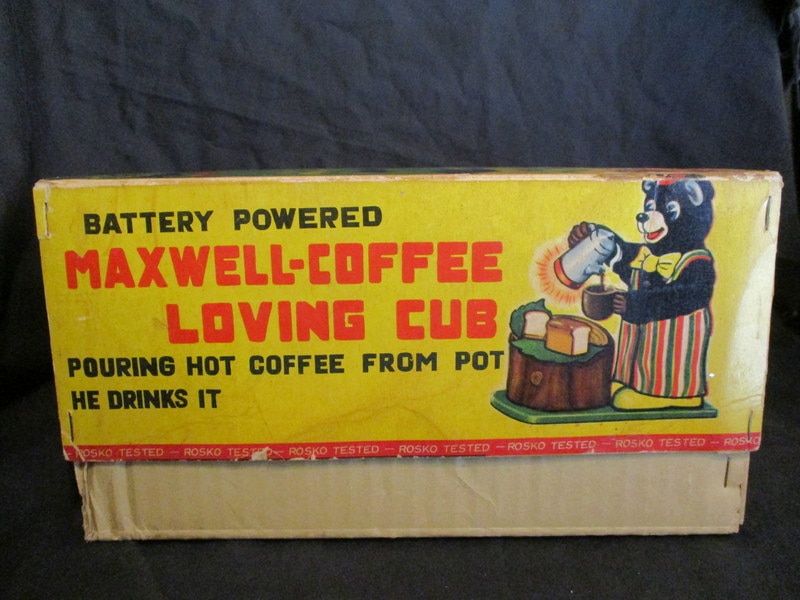 BATTERY POWERED
MAXWELL-COFFEE
LOVING CUB
POURING HOT COFFEE FROM POT
HE DRINKS IT
- ROSKO TESTED - ROSKO TESTED - ROSKO TESTED - ROSKO TESTED - ROSKO TESTED - ROSKO TESTED - ROSKO